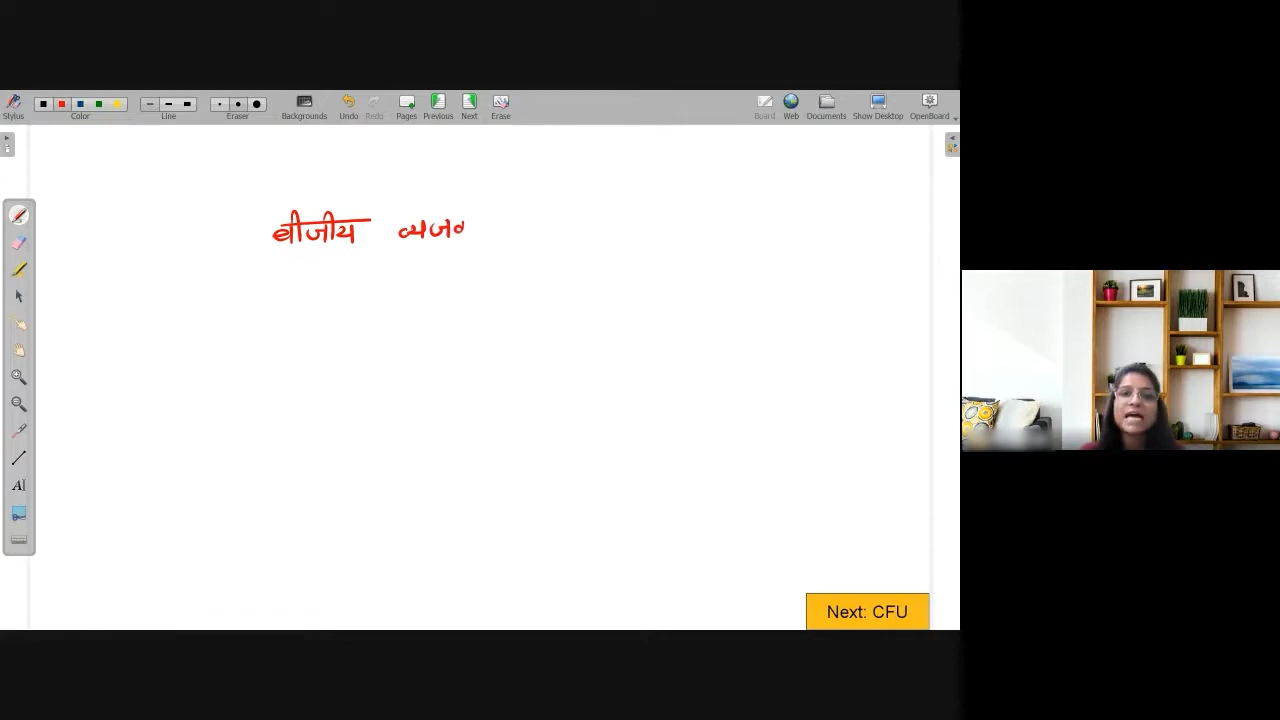 Stylus Color Line Eraser Backgrounds Undo Redo Pages Previous Next Erase Board Web Documents Show Desktop OpenBoard
बीजीय
Next: CFU